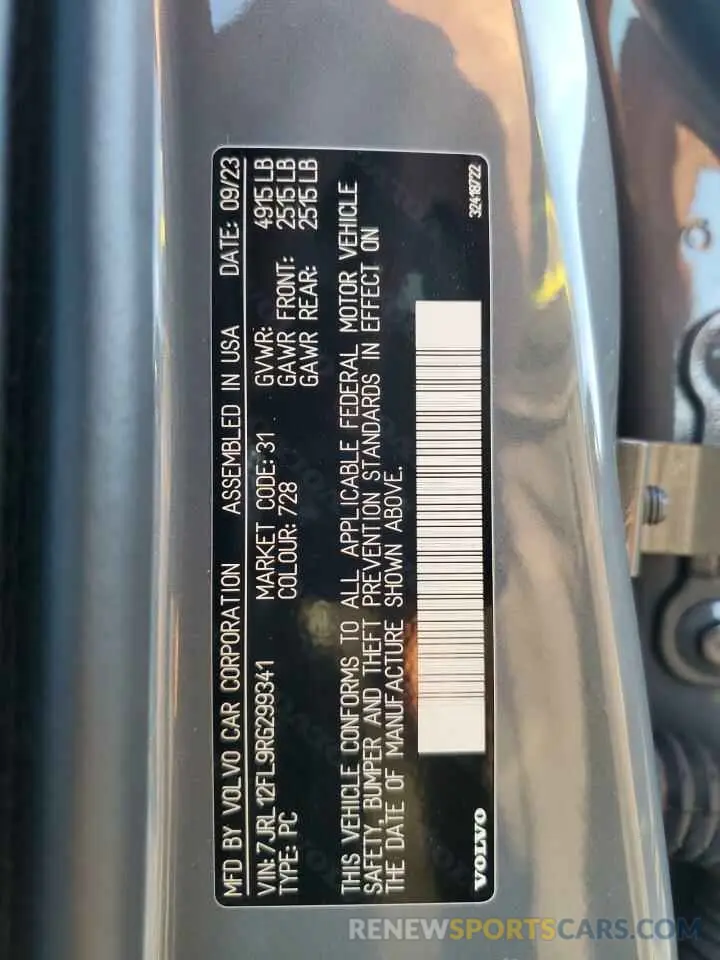 MFD BY VOLVO CAR CORPORATION ASSEMBLED IN USA DATE: 09/23
VIN: 7JRL12FL9RG299341 MARKET CODE: 31 GVWR: 4915 LB
TYPE: PC COLOUR: 728 GAWR FRONT: 2515 LB
GAWR REAR: 2515 LB
THIS VEHICLE CONFORMS TO ALL APPLICABLE FEDERAL MOTOR VEHICLE
SAFETY, BUMPER AND THEFT PREVENTION STANDARDS IN EFFECT ON
THE DATE OF MANUFACTURE SHOWN ABOVE.
VOLVO 32418722
RENEWSPORTSCARS.COM